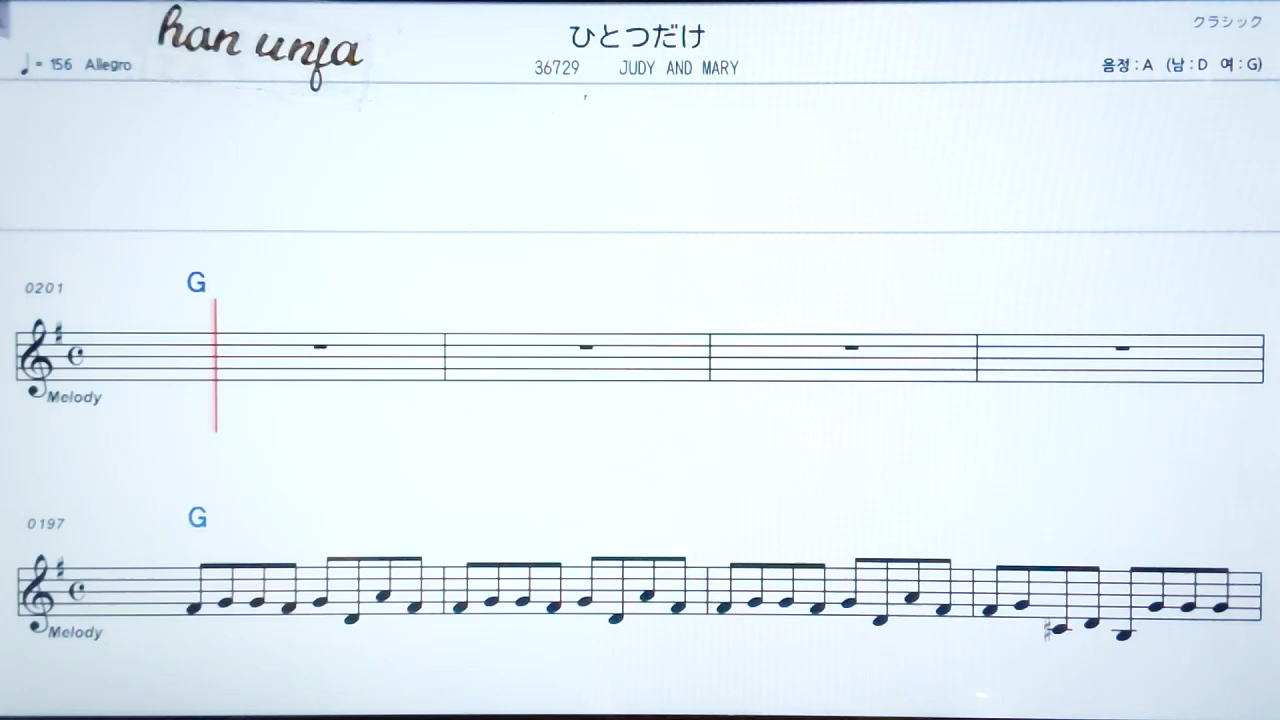 han unfa
ひとつだけ
クラシック
♩= 156 Allegro
36729 JUDY AND MARY
음정 : A (남 : D 여 : G)
0201
G
Melody
0197
G
Melody